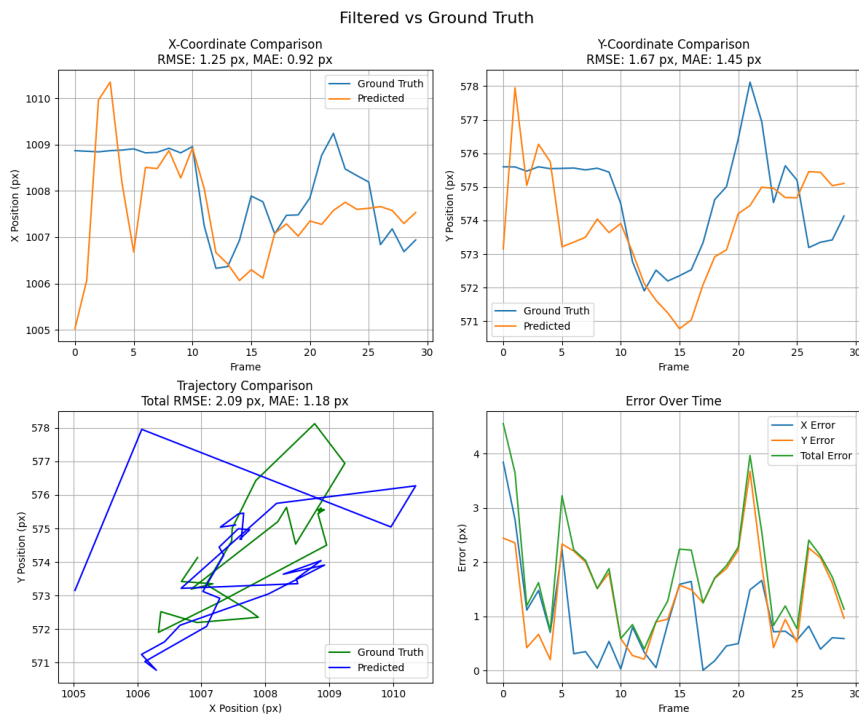 Filtered vs Ground Truth
X-Coordinate Comparison
RMSE: 1.25 px, MAE: 0.92 px
Ground Truth
Predicted
1010
1009
1008
1007
1006
1005
X Position (px)
0 5 10 15 20 25 30
Frame
Y-Coordinate Comparison
RMSE: 1.67 px, MAE: 1.45 px
578
577
576
575
574
573
572
571
Y Position (px)
Ground Truth
Predicted
0 5 10 15 20 25 30
Frame
Trajectory Comparison
Total RMSE: 2.09 px, MAE: 1.18 px
578
577
576
575
574
573
572
571
Y Position (px)
Ground Truth
Predicted
1005 1006 1007 1008 1009 1010
X Position (px)
Error Over Time
X Error
Y Error
Total Error
4
3
2
1
0
Error (px)
0 5 10 15 20 25 30
Frame